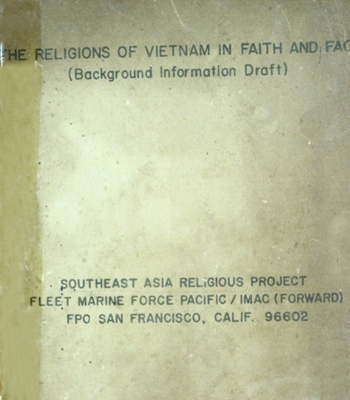 THE RELIGIONS OF VIETNAM IN FAITH AND FAC
(Background Information Draft)
SOUTHEAST ASIA RELIGIOUS PROJECT
FLEET MARINE FORCE PACIFIC / IMAC (FORWARD)
FPO SAN FRANCISCO, CALIF. 96602